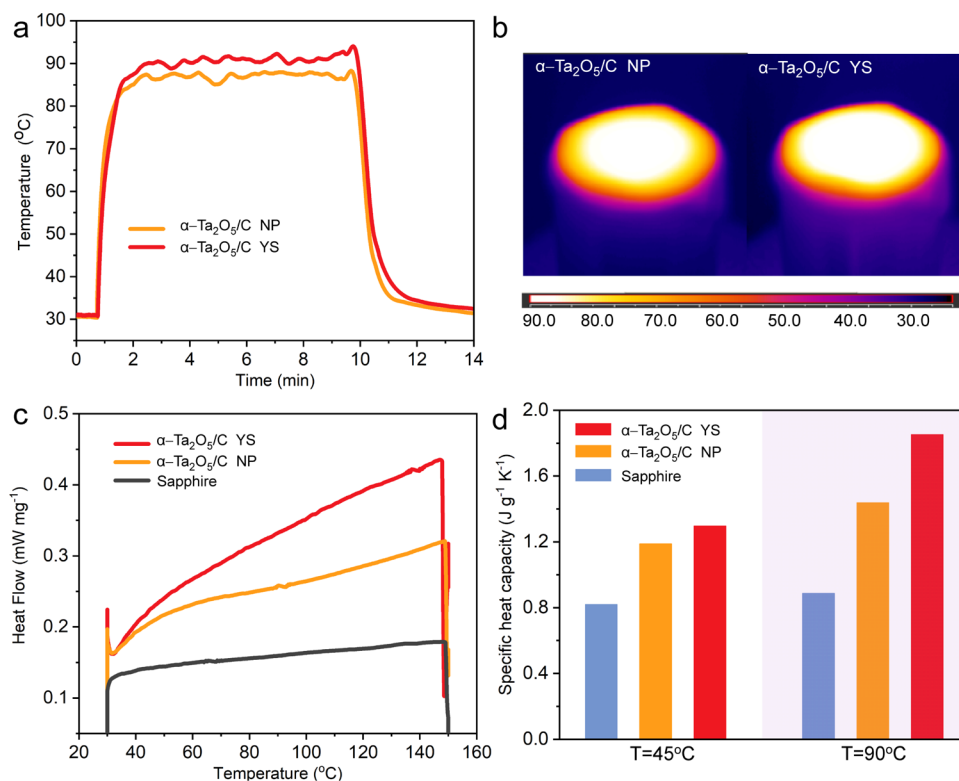 a
Temperature (°C)
100
90
80
70
60
50
40
30
α–Ta₂O₅/C NP
α–Ta₂O₅/C YS
0 2 4 6 8 10 12 14
Time (min)
b
α–Ta₂O₅/C NP α–Ta₂O₅/C YS
90.0 80.0 70.0 60.0 50.0 40.0 30.0
c
Heat Flow (mW mg⁻¹)
0.5
0.4
0.3
0.2
0.1
α–Ta₂O₅/C YS
α–Ta₂O₅/C NP
Sapphire
20 40 60 80 100 120 140 160
Temperature (°C)
d
Specific heat capacity (J g⁻¹ K⁻¹)
2.0
1.6
1.2
0.8
0.4
0.0
α–Ta₂O₅/C YS
α–Ta₂O₅/C NP
Sapphire
T=45°C T=90°C